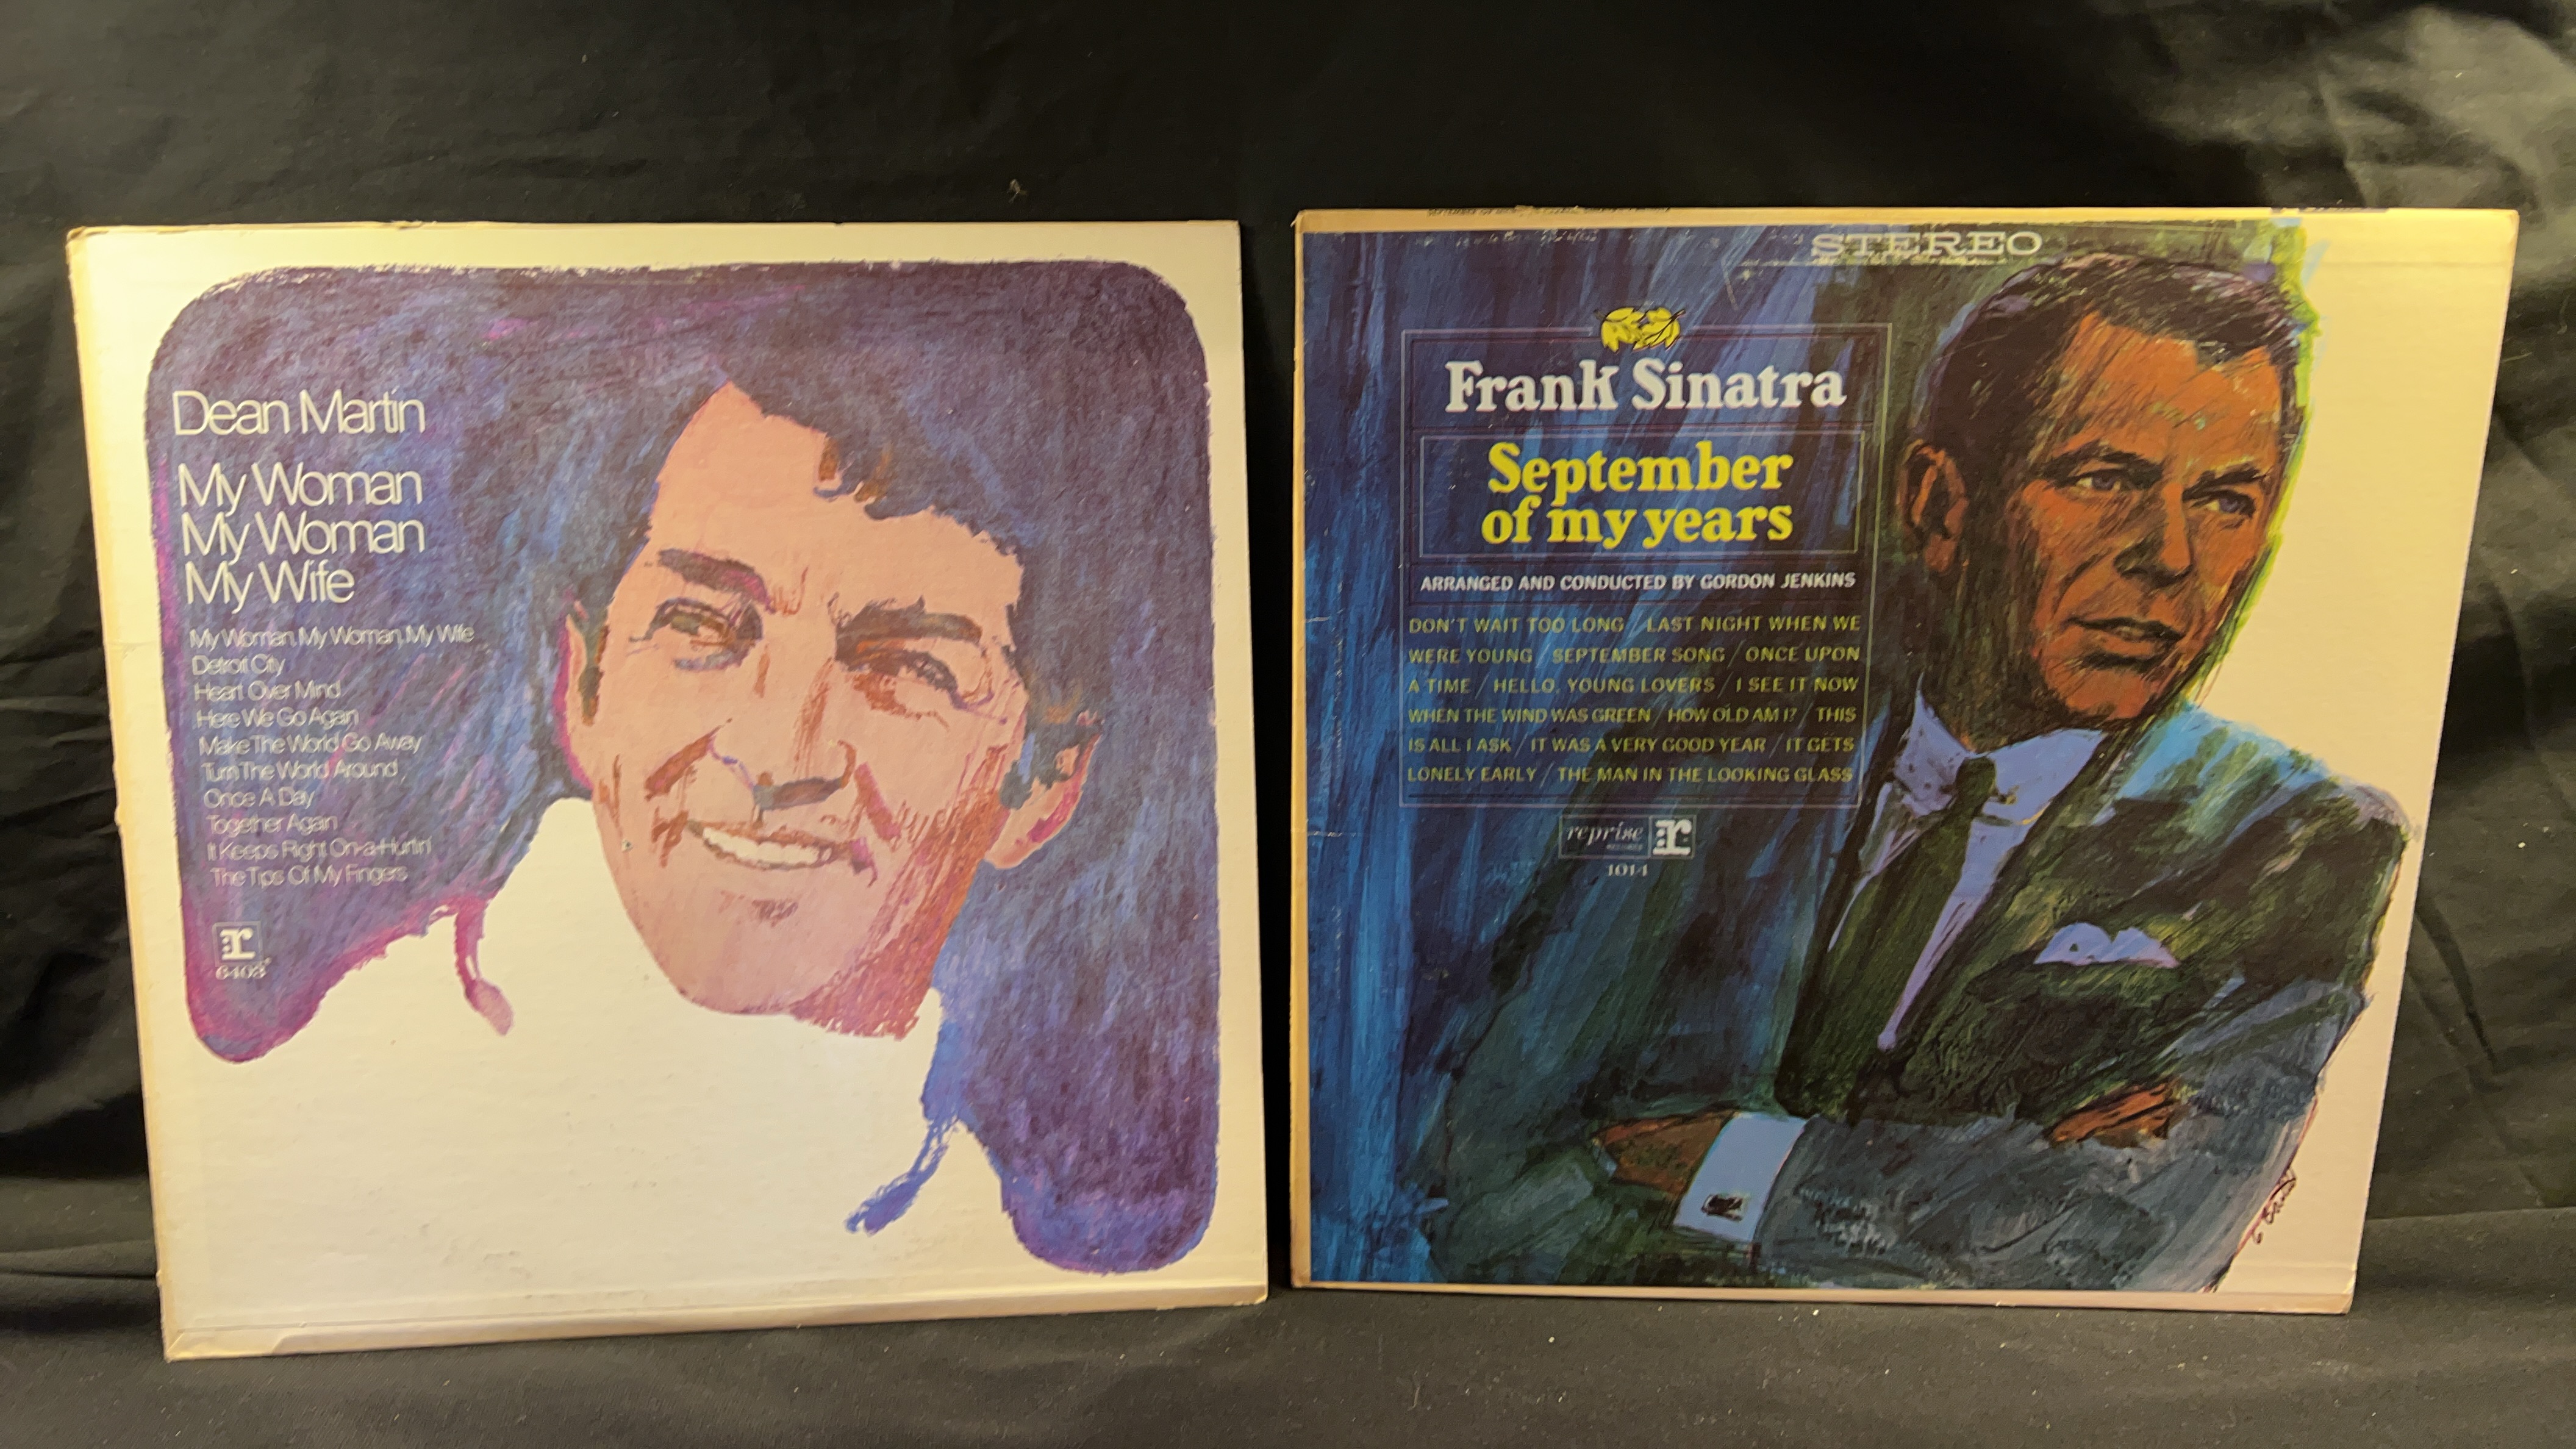 Dean Martin
My Woman
My Woman
My Wife
My Woman, My Woman, My Wife
Detroit City
Heart Over Mind
Here We Go Again
Make The World Go Away
Turn The World Around
Once A Day
Together Again
It Keeps Right On-a-Hurtin'
The Tips Of My Fingers
r
6403
STEREO
Frank Sinatra
September
of my years
ARRANGED AND CONDUCTED BY GORDON JENKINS
DON'T WAIT TOO LONG / LAST NIGHT WHEN WE
WERE YOUNG / SEPTEMBER SONG / ONCE UPON
A TIME / HELLO, YOUNG LOVERS / I SEE IT NOW
WHEN THE WIND WAS GREEN / HOW OLD AM I? / THIS
IS ALL I ASK / IT WAS A VERY GOOD YEAR / IT GETS
LONELY EARLY / THE MAN IN THE LOOKING GLASS
reprise r
RECORDS
1014